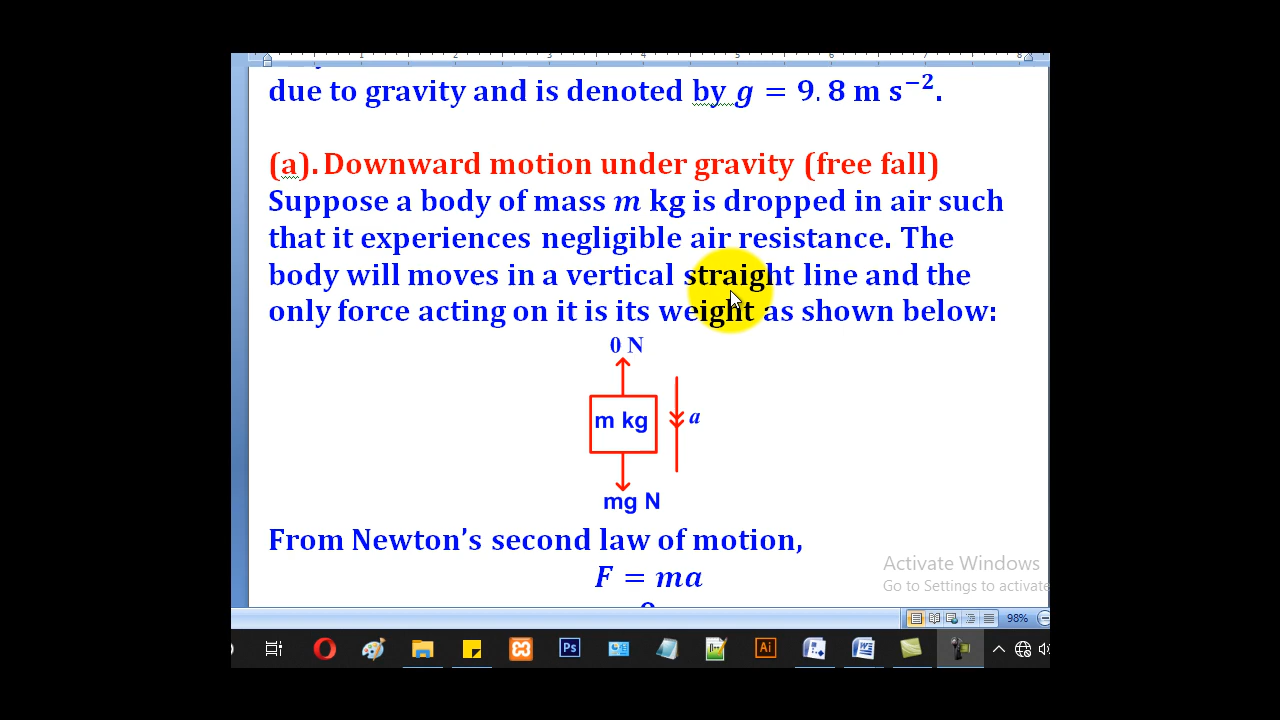 due to gravity and is denoted by g = 9.8 m s⁻².
(a). Downward motion under gravity (free fall)
Suppose a body of mass m kg is dropped in air such
that it experiences negligible air resistance. The
body will moves in a vertical straight line and the
only force acting on it is its weight as shown below:
0 N
m kg
a
mg N
From Newton's second law of motion,
F = ma
Activate Windows
Go to Settings to activate
98%
Ps
Ai